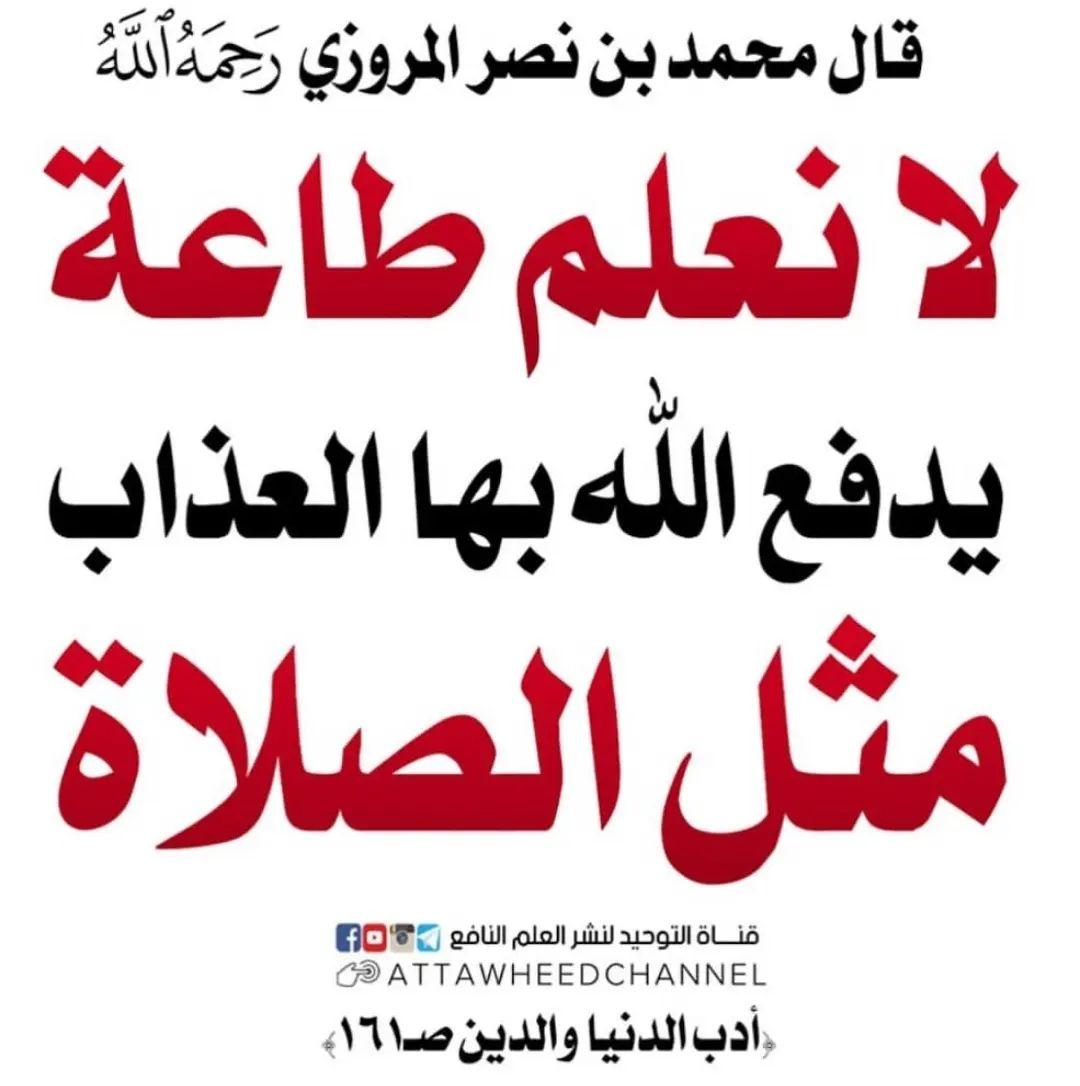 قال محمد بن نصر المروزي رَحِمَهُ ٱللَّهُ
لا نعلم طاعة
يدفع الله بها العذاب
مثل الصلاة
قناة التوحيد لنشر العلم النافع
ATTAWHEEDCHANNEL
﴿أدب الدنيا والدين صـ١٦١﴾